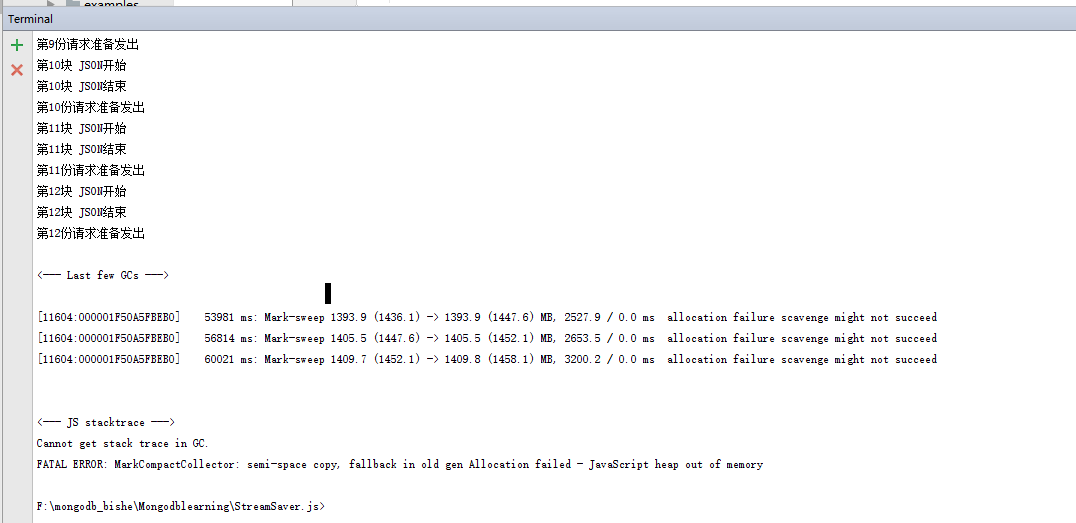 examples
Terminal
第9份请求准备发出
第10块 JSON开始
第10块 JSON结束
第10份请求准备发出
第11块 JSON开始
第11块 JSON结束
第11份请求准备发出
第12块 JSON开始
第12块 JSON结束
第12份请求准备发出
<--- Last few GCs --->
[11604:000001F50A5FBEB0]    53981 ms: Mark-sweep 1393.9 (1436.1) -> 1393.9 (1447.6) MB, 2527.9 / 0.0 ms  allocation failure scavenge might not succeed
[11604:000001F50A5FBEB0]    56814 ms: Mark-sweep 1405.5 (1447.6) -> 1405.5 (1452.1) MB, 2653.5 / 0.0 ms  allocation failure scavenge might not succeed
[11604:000001F50A5FBEB0]    60021 ms: Mark-sweep 1409.7 (1452.1) -> 1409.8 (1458.1) MB, 3200.2 / 0.0 ms  allocation failure scavenge might not succeed
<--- JS stacktrace --->
Cannot get stack trace in GC.
FATAL ERROR: MarkCompactCollector: semi-space copy, fallback in old gen Allocation failed - JavaScript heap out of memory
F:\mongodb_bishe\Mongodblearning\StreamSaver.js>